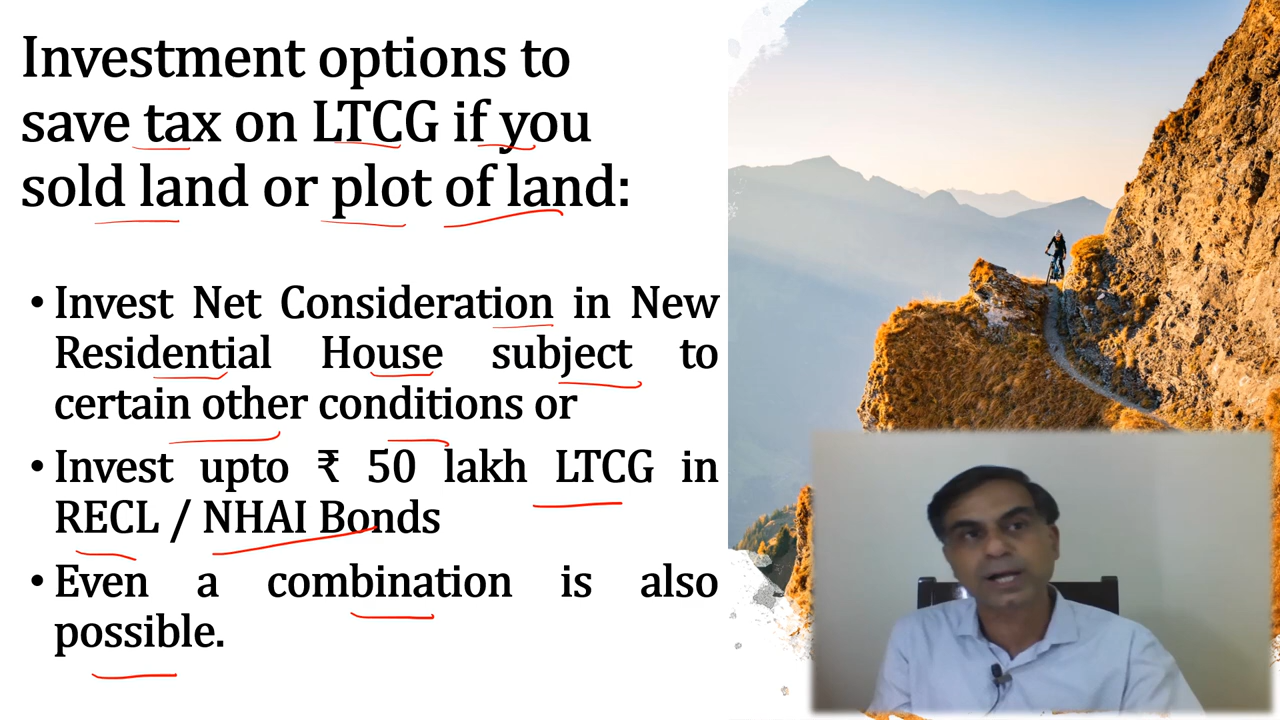 Investment options to
save tax on LTCG if you
sold land or plot of land:
• Invest Net Consideration in New
Residential House subject to
certain other conditions or
• Invest upto ₹ 50 lakh LTCG in
RECL / NHAI Bonds
• Even a combination is also
possible.